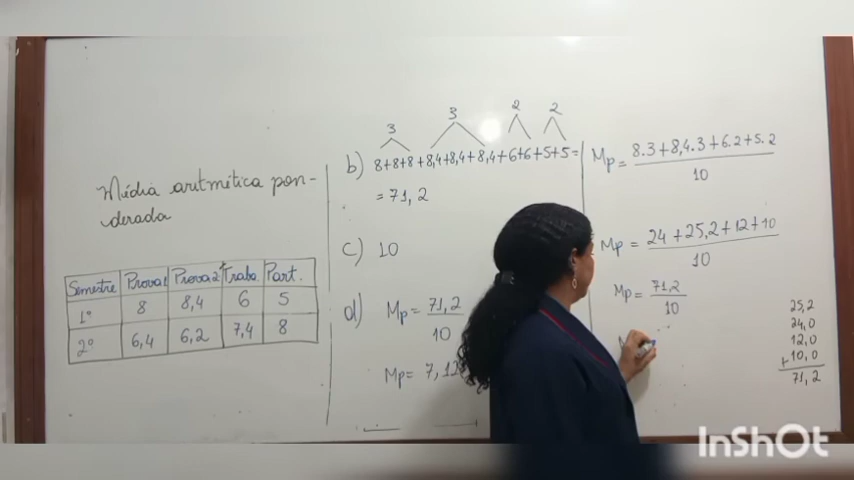 Média aritmética pon-
derada
Semestre Prova1 Prova2 Trab. Part.
1º 8 8,4 6 5
2º 6,4 6,2 7,4 8
3 3 2 2
b) 8+8+8+8,4+8,4+8,4+6+6+5+5=
= 71,2
c) 10
d) Mp = 71,2
10
Mp = 7,12
Mp = 8.3+8,4.3+6.2+5.2
10
Mp = 24+25,2+12+10
10
Mp = 71,2
10
25,2
24,0
12,0
+10,0
71,2
InShOt